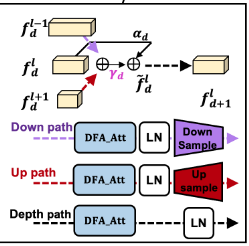 f_d^{l-1}
α_d
f_d^l
γ_d
f̃_d^l
f_d^{l+1}
f_{d+1}^l
Down path
DFA_Att
LN
Down
Sample
Up path
DFA_Att
LN
Up
sample
Depth path
DFA_Att
LN